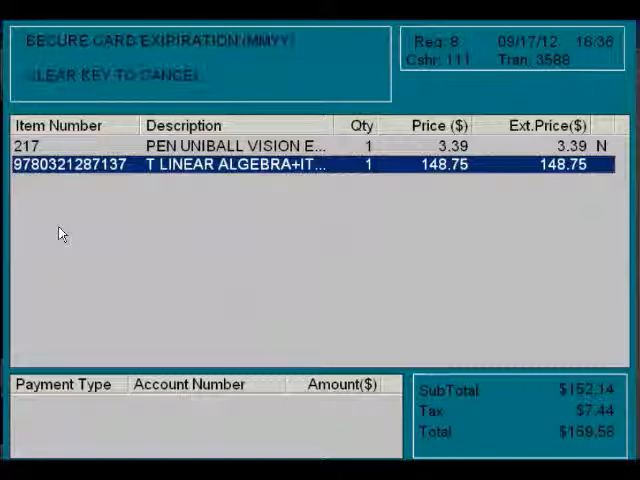 SECURE CARD EXIPIRATION (MMYY)
CLEAR KEY TO CANCEL
Reg: 8 09/17/12 16:36
Cshr: 111 Tran: 3588
Item Number Description Qty Price ($) Ext.Price($)
217 PEN UNIBALL VISION E... 1 3.39 3.39 N
9780321287137 T LINEAR ALGEBRA+IT... 1 148.75 148.75
Payment Type Account Number Amount($)
SubTotal $152.14
Tax $7.44
Total $159.58